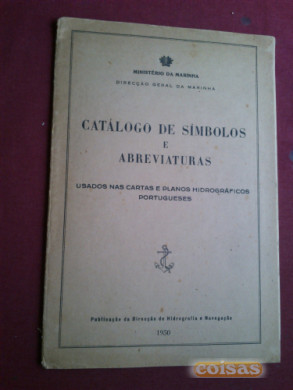 MINISTÉRIO DA MARINHA
DIRECÇÃO GERAL DA MARINHA
CATÁLOGO DE SÍMBOLOS
E
ABREVIATURAS
USADOS NAS CARTAS E PLANOS HIDROGRÁFICOS
PORTUGUESES
Publicação da Direcção de Hidrografia e Navegação
1950
coisas